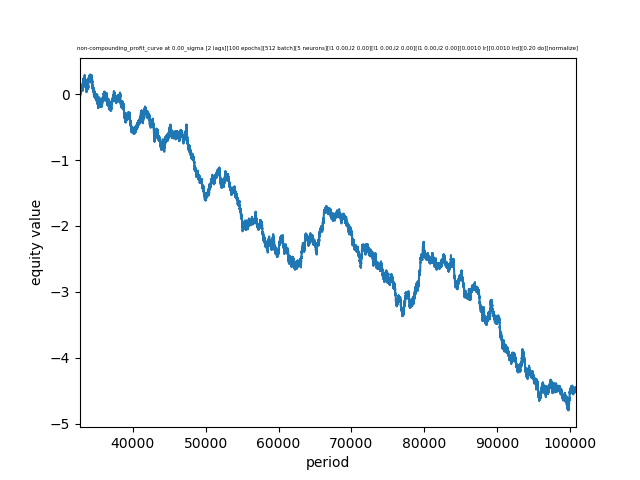 non-compounding_profit_curve at 0.00_sigma [2 lags][100 epochs][512 batch][5 neurons][l1 0.00,l2 0.00][l1 0.00,l2 0.00][l1 0.00,l2 0.00][0.0010 lr][0.0010 lrd][0.20 do][normalize]
0
−1
−2
−3
−4
−5
equity value
40000 50000 60000 70000 80000 90000 100000
period